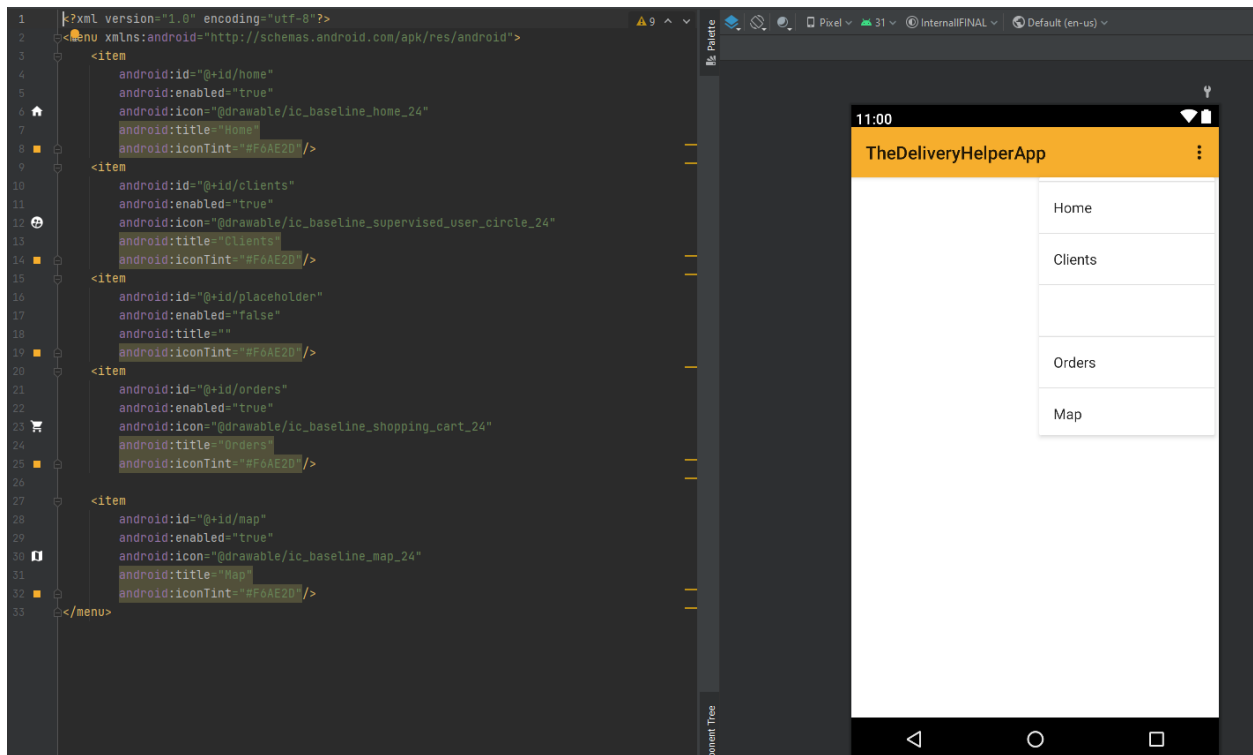 1 <?xml version="1.0" encoding="utf-8"?>
2 <menu xmlns:android="http://schemas.android.com/apk/res/android">
3 <item
4 android:id="@+id/home"
5 android:enabled="true"
6 android:icon="@drawable/ic_baseline_home_24"
7 android:title="Home"
8 android:iconTint="#F6AE2D"/>
9 <item
10 android:id="@+id/clients"
11 android:enabled="true"
12 android:icon="@drawable/ic_baseline_supervised_user_circle_24"
13 android:title="Clients"
14 android:iconTint="#F6AE2D"/>
15 <item
16 android:id="@+id/placeholder"
17 android:enabled="false"
18 android:title=""
19 android:iconTint="#F6AE2D"/>
20 <item
21 android:id="@+id/orders"
22 android:enabled="true"
23 android:icon="@drawable/ic_baseline_shopping_cart_24"
24 android:title="Orders"
25 android:iconTint="#F6AE2D"/>
26
27 <item
28 android:id="@+id/map"
29 android:enabled="true"
30 android:icon="@drawable/ic_baseline_map_24"
31 android:title="Map"
32 android:iconTint="#F6AE2D"/>
33 </menu>
9
Palette
Pixel 31 InternallFINAL Default (en-us)
11:00
TheDeliveryHelperApp
Home
Clients
Orders
Map
Tree